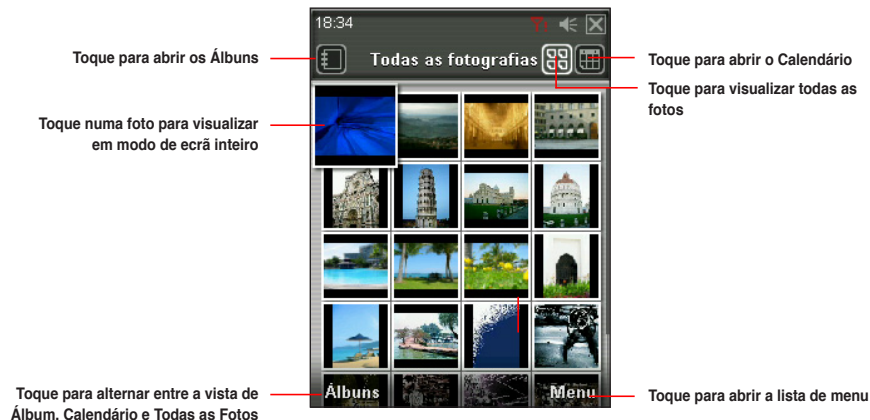 18:34
Toque para abrir os Álbuns
Todas as fotografias
Toque para abrir o Calendário
Toque para visualizar todas as
fotos
Toque numa foto para visualizar
em modo de ecrã inteiro
Toque para alternar entre a vista de
Álbum, Calendário e Todas as Fotos
Álbuns
Menu
Toque para abrir a lista de menu